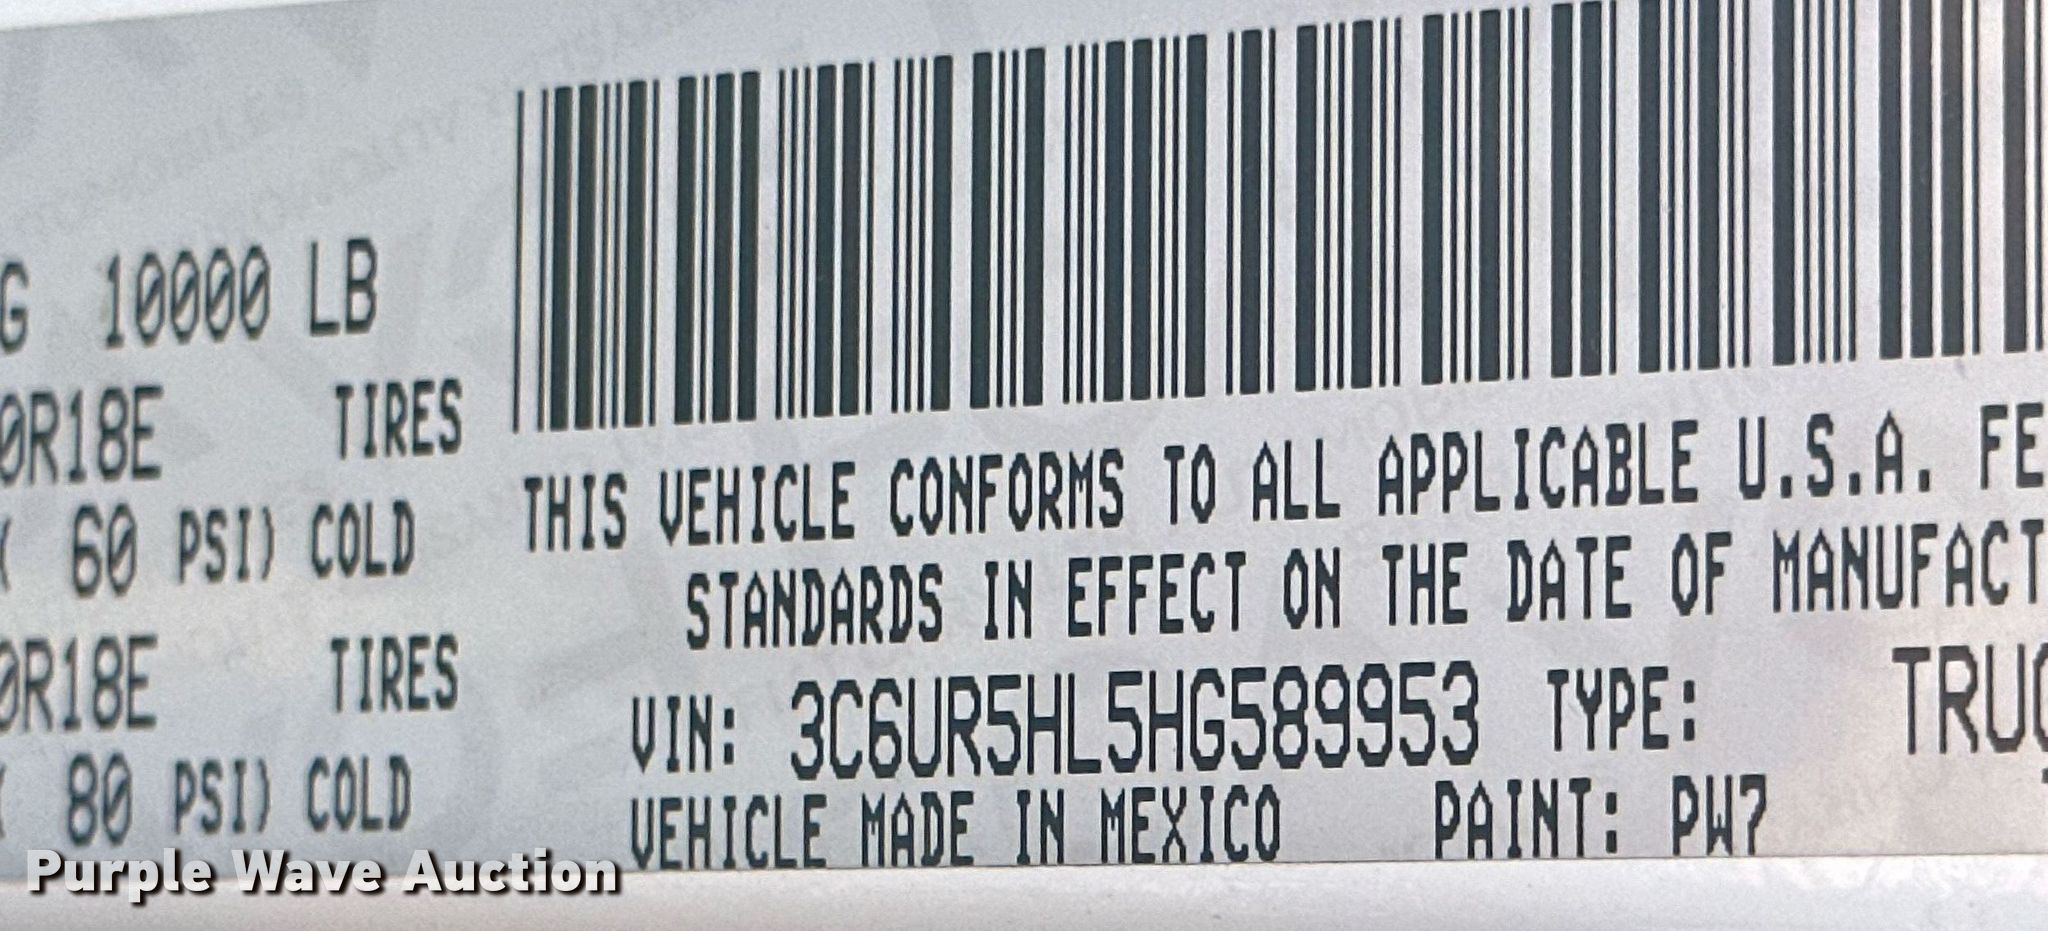 G 10000 LB
0R18E TIRES
( 60 PSI) COLD
0R18E TIRES
( 80 PSI) COLD
THIS VEHICLE CONFORMS TO ALL APPLICABLE U.S.A. FE
STANDARDS IN EFFECT ON THE DATE OF MANUFACT
VIN: 3C6UR5HL5HG589953 TYPE: TRUC
VEHICLE MADE IN MEXICO PAINT: PW7
Purple Wave Auction